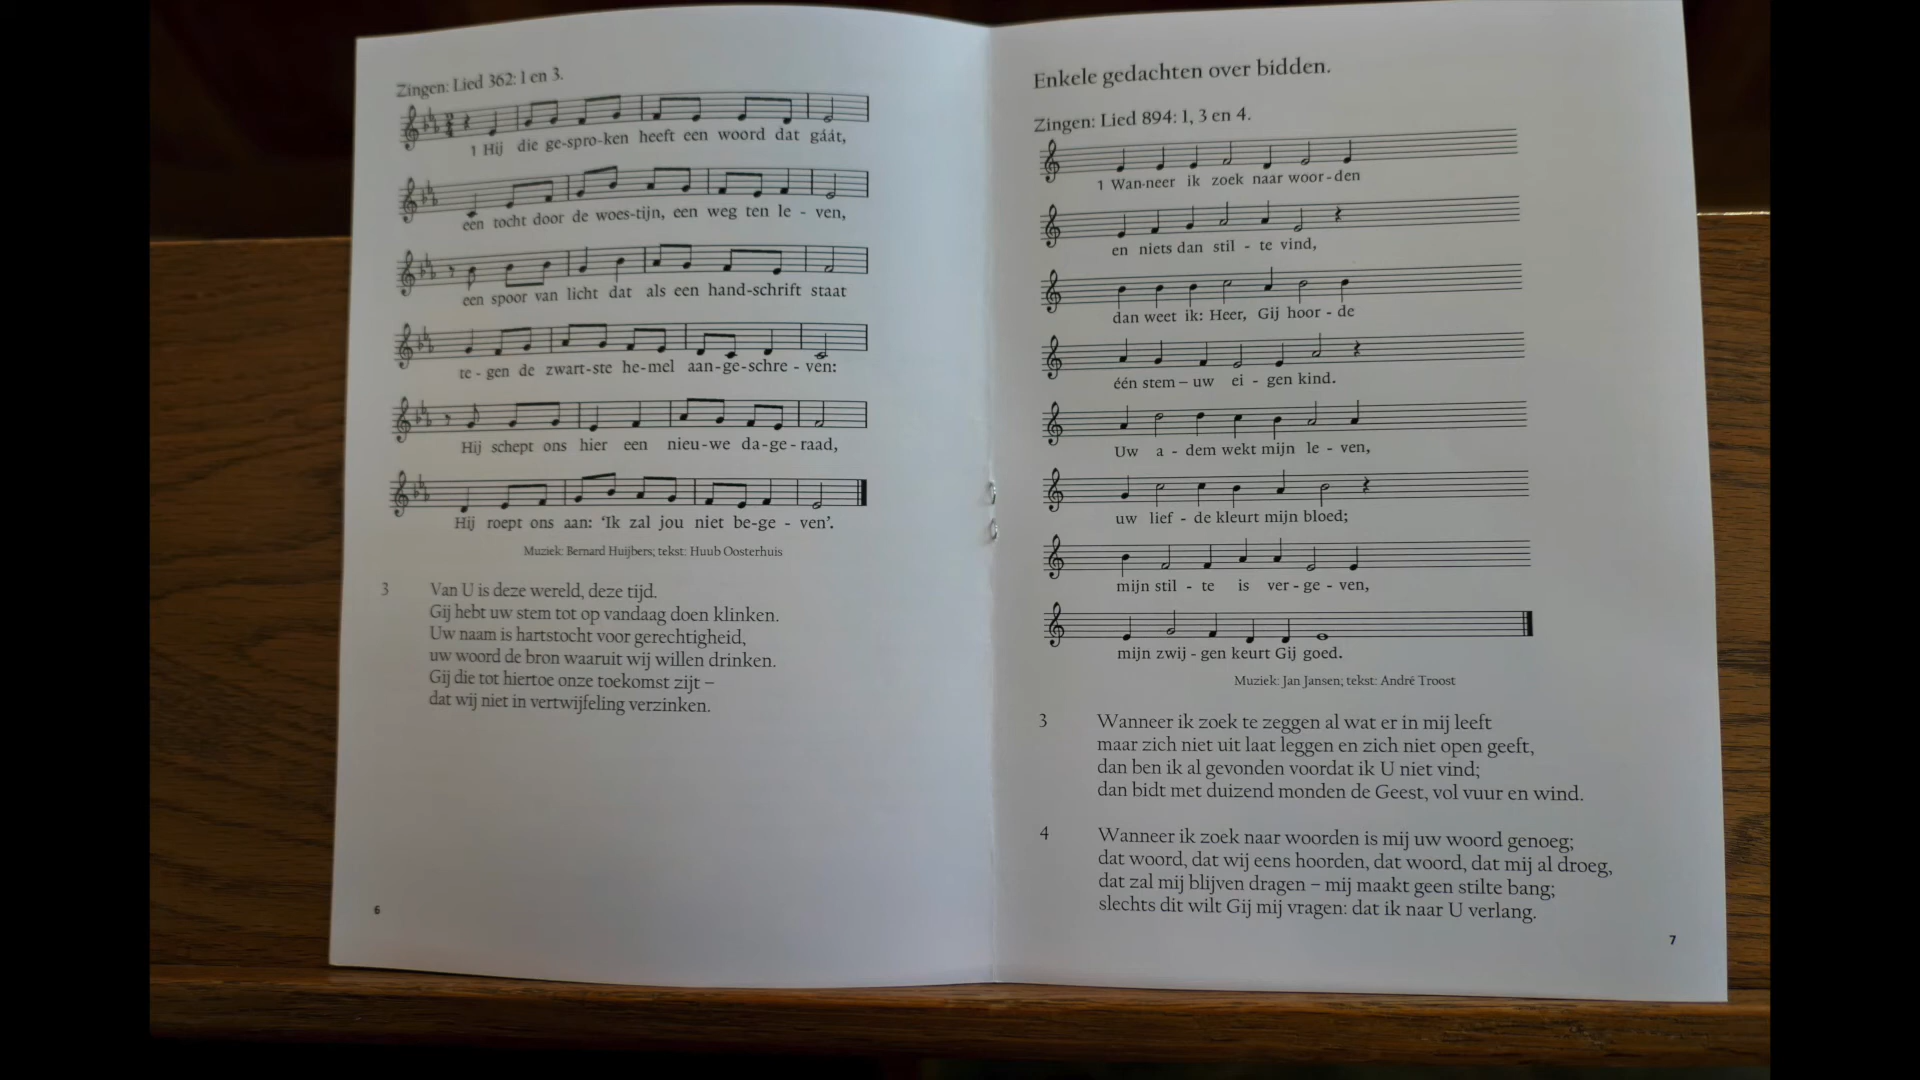 Zingen: Lied 362: 1 en 3.
1 Hij die ge-spro-ken heeft een woord dat gáát,
een tocht door de woes-tijn, een weg ten le - ven,
een spoor van licht dat als een hand-schrift staat
te - gen de zwart-ste he-mel aan-ge-schre - ven:
Hij schept ons hier een nieu-we da-ge-raad,
Hij roept ons aan: ‘Ik zal jou niet be-ge - ven’.
Muziek: Bernard Huijbers; tekst: Huub Oosterhuis
3 Van U is deze wereld, deze tijd.
Gij hebt uw stem tot op vandaag doen klinken.
Uw naam is hartstocht voor gerechtigheid,
uw woord de bron waaruit wij willen drinken.
Gij die tot hiertoe onze toekomst zijt –
dat wij niet in vertwijfeling verzinken.
6
Enkele gedachten over bidden.
Zingen: Lied 894: 1, 3 en 4.
1 Wan-neer ik zoek naar woor-den
en niets dan stil - te vind,
dan weet ik: Heer, Gij hoor - de
één stem – uw ei - gen kind.
Uw a - dem wekt mijn le - ven,
uw lief - de kleurt mijn bloed;
mijn stil - te is ver - ge - ven,
mijn zwij - gen keurt Gij goed.
Muziek: Jan Jansen; tekst: André Troost
3 Wanneer ik zoek te zeggen al wat er in mij leeft
maar zich niet uit laat leggen en zich niet open geeft,
dan ben ik al gevonden voordat ik U niet vind;
dan bidt met duizend monden de Geest, vol vuur en wind.
4 Wanneer ik zoek naar woorden is mij uw woord genoeg;
dat woord, dat wij eens hoorden, dat woord, dat mij al droeg,
dat zal mij blijven dragen – mij maakt geen stilte bang;
slechts dit wilt Gij mij vragen: dat ik naar U verlang.
7